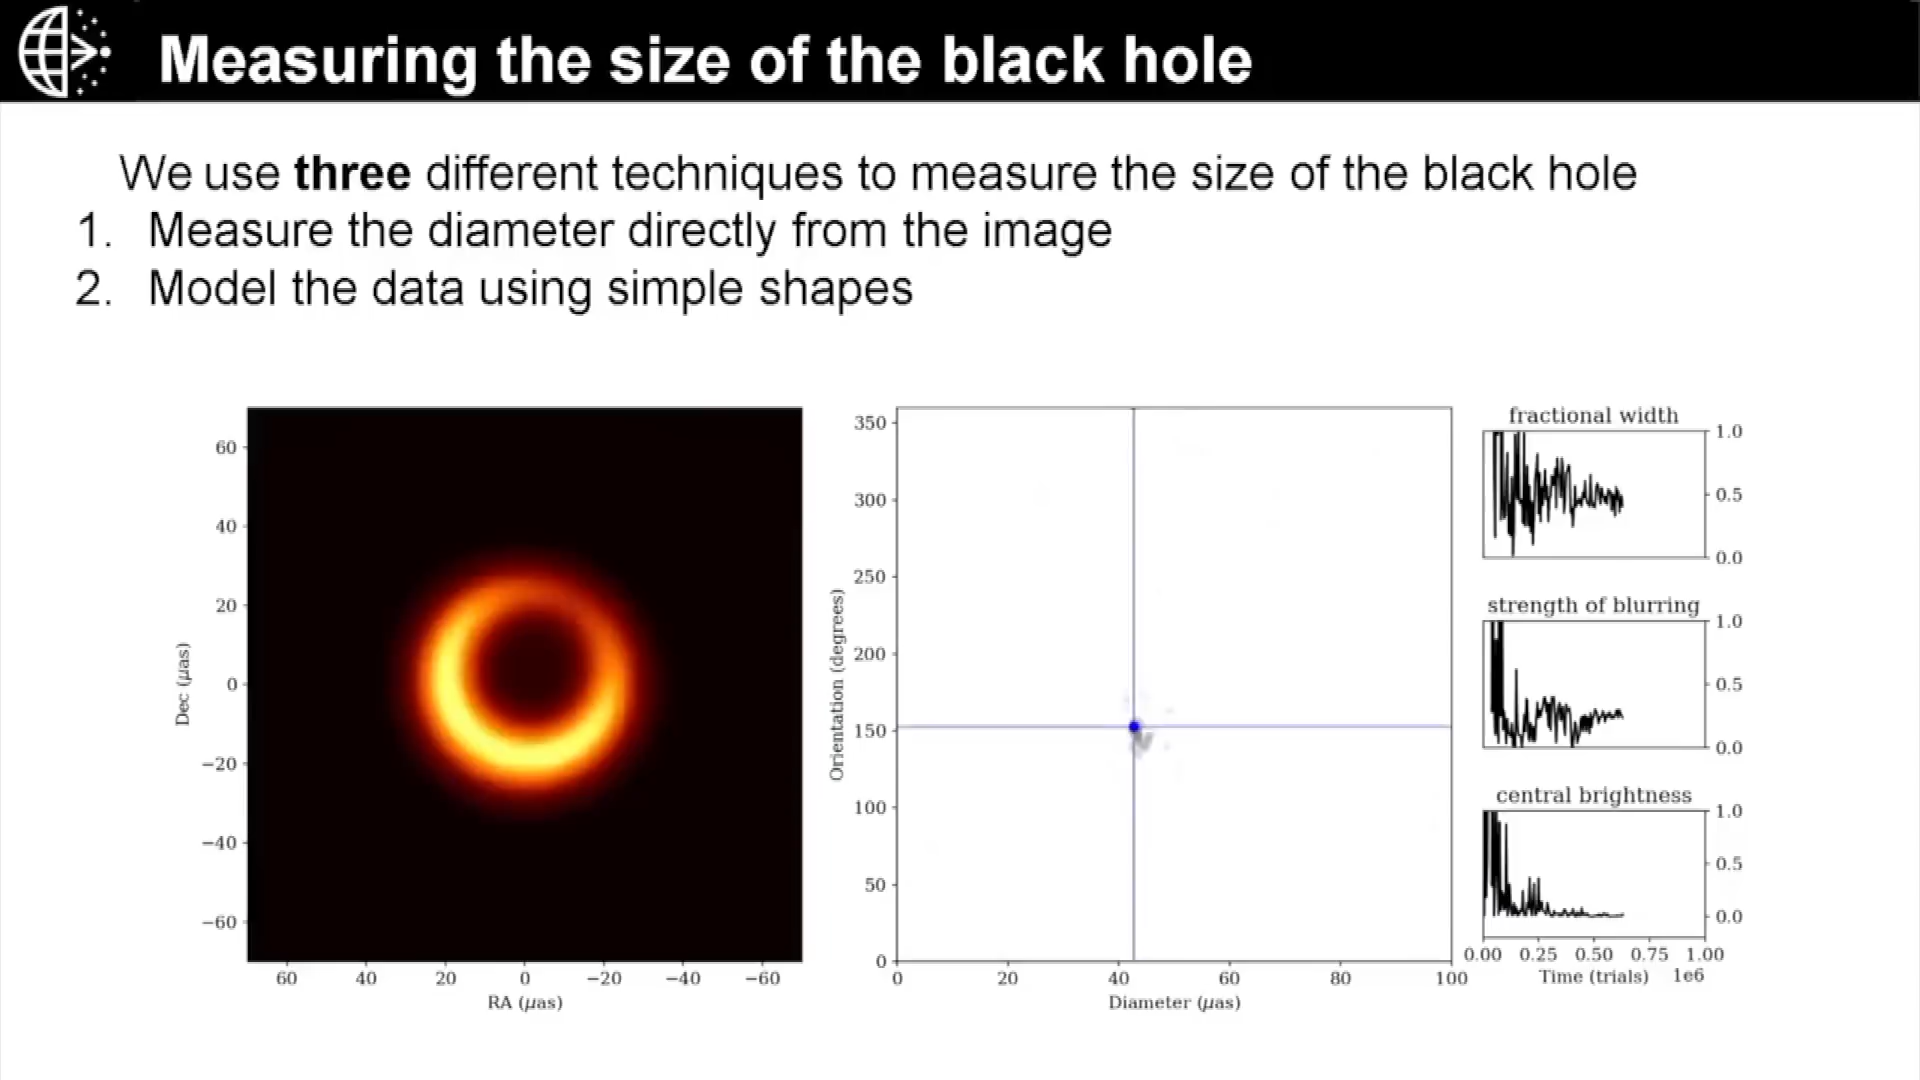 Measuring the size of the black hole
We use three different techniques to measure the size of the black hole
1. Measure the diameter directly from the image
2. Model the data using simple shapes
60
40
20
0
−20
−40
−60
Dec (μas)
60 40 20 0 −20 −40 −60
RA (μas)
350
300
250
200
150
100
50
0
Orientation (degrees)
0 20 40 60 80 100
Diameter (μas)
fractional width
1.0
0.5
0.0
strength of blurring
1.0
0.5
0.0
central brightness
1.0
0.5
0.0
0.00 0.25 0.50 0.75 1.00
Time (trials) 1e6